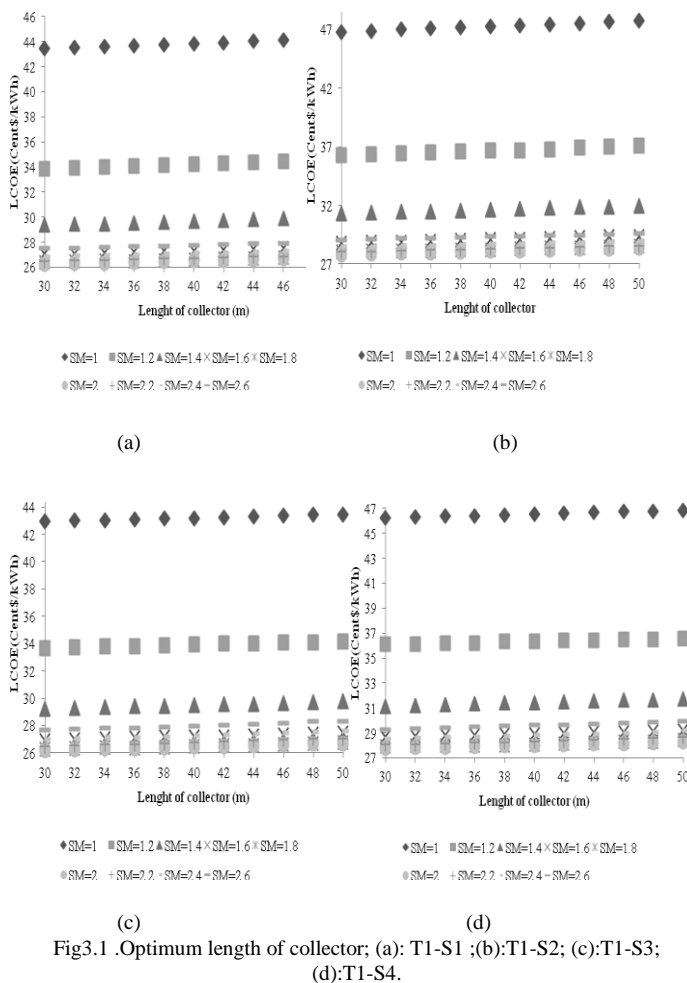 46
44
42
40
38
36
34
32
30
28
26
LCOE(Cent$/kWh)
30 32 34 36 38 40 42 44 46
Lenght of collector (m)
SM=1 SM=1.2 SM=1.4 SM=1.6 SM=1.8
SM=2 SM=2.2 SM=2.4 SM=2.6
(a)
47
42
37
32
27
LCOE(Cent$/kWh)
30 32 34 36 38 40 42 44 46 48 50
Lenght of collector
SM=1 SM=1.2 SM=1.4 SM=1.6 SM=1.8
SM=2 SM=2.2 SM=2.4 SM=2.6
(b)
44
42
40
38
36
34
32
30
28
26
LCOE(Cent$/kWh)
30 32 34 36 38 40 42 44 46 48 50
Lenght of collector (m)
SM=1 SM=1.2 SM=1.4 SM=1.6 SM=1.8
SM=2 SM=2.2 SM=2.4 SM=2.6
(c)
47
45
43
41
39
37
35
33
31
29
27
LCOE(Cent$/kWh)
30 32 34 36 38 40 42 44 46 48 50
Lenght of collector (m)
SM=1 SM=1.2 SM=1.4 SM=1.6 SM=1.8
SM=2 SM=2.2 SM=2.4 SM=2.6
(d)
Fig3.1 .Optimum length of collector; (a): T1-S1 ;(b):T1-S2; (c):T1-S3;
(d):T1-S4.